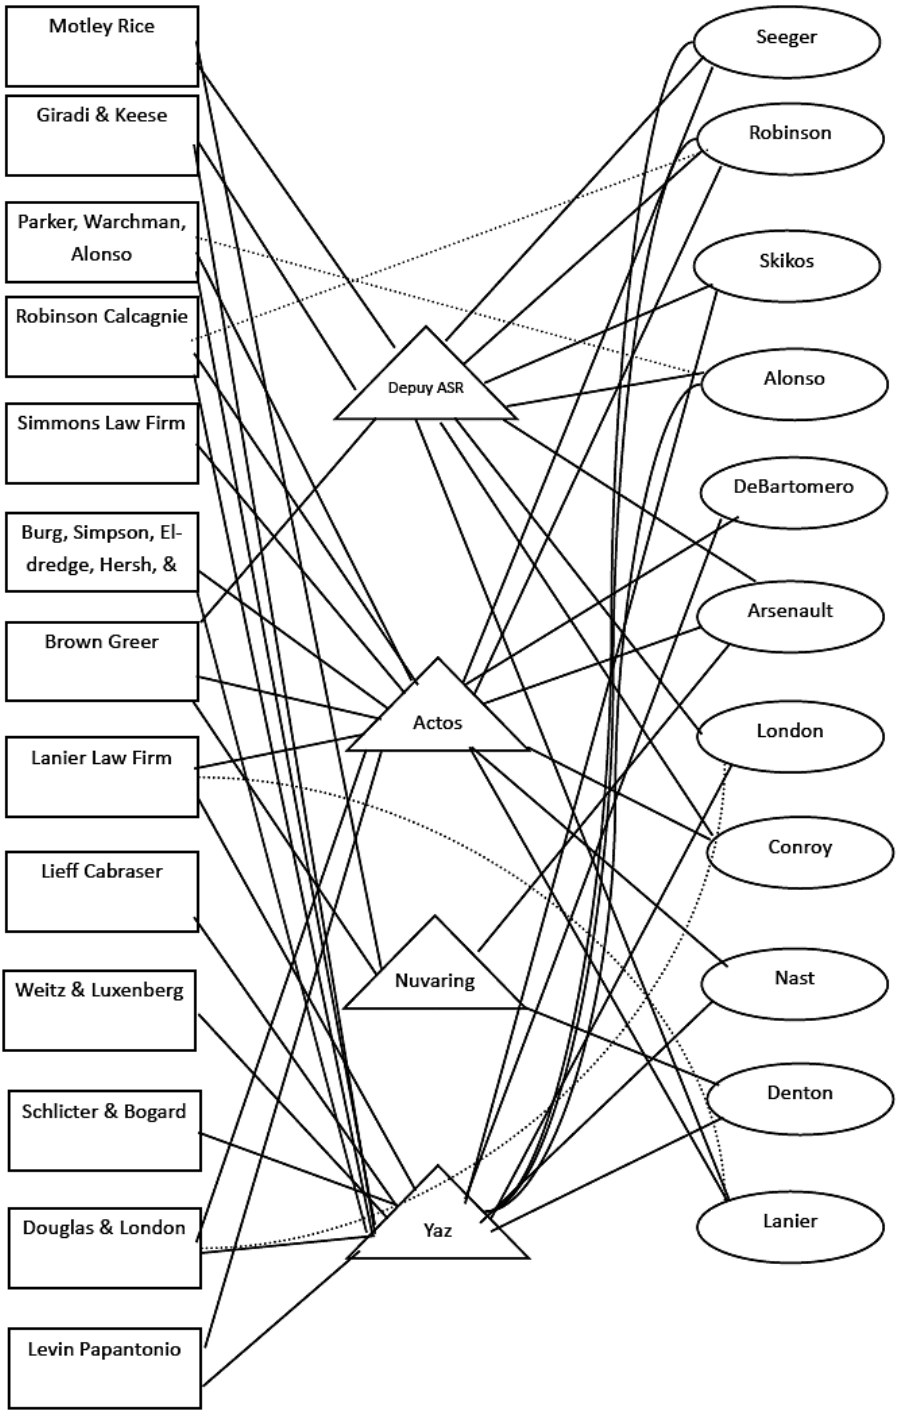 Motley Rice
Giradi & Keese
Parker, Warchman,
Alonso
Robinson Calcagnie
Simmons Law Firm
Burg, Simpson, El-
dredge, Hersh, &
Brown Greer
Lanier Law Firm
Lieff Cabraser
Weitz & Luxenberg
Schlicter & Bogard
Douglas & London
Levin Papantonio
Depuy ASR
Actos
Nuvaring
Yaz
Seeger
Robinson
Skikos
Alonso
DeBartomero
Arsenault
London
Conroy
Nast
Denton
Lanier